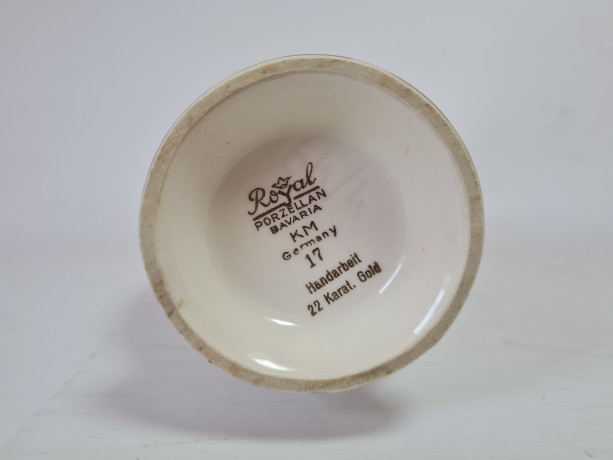 Royal
PORZELLAN
BAVARIA
KM
Germany
17
Handarbeit
22 Karat. Gold